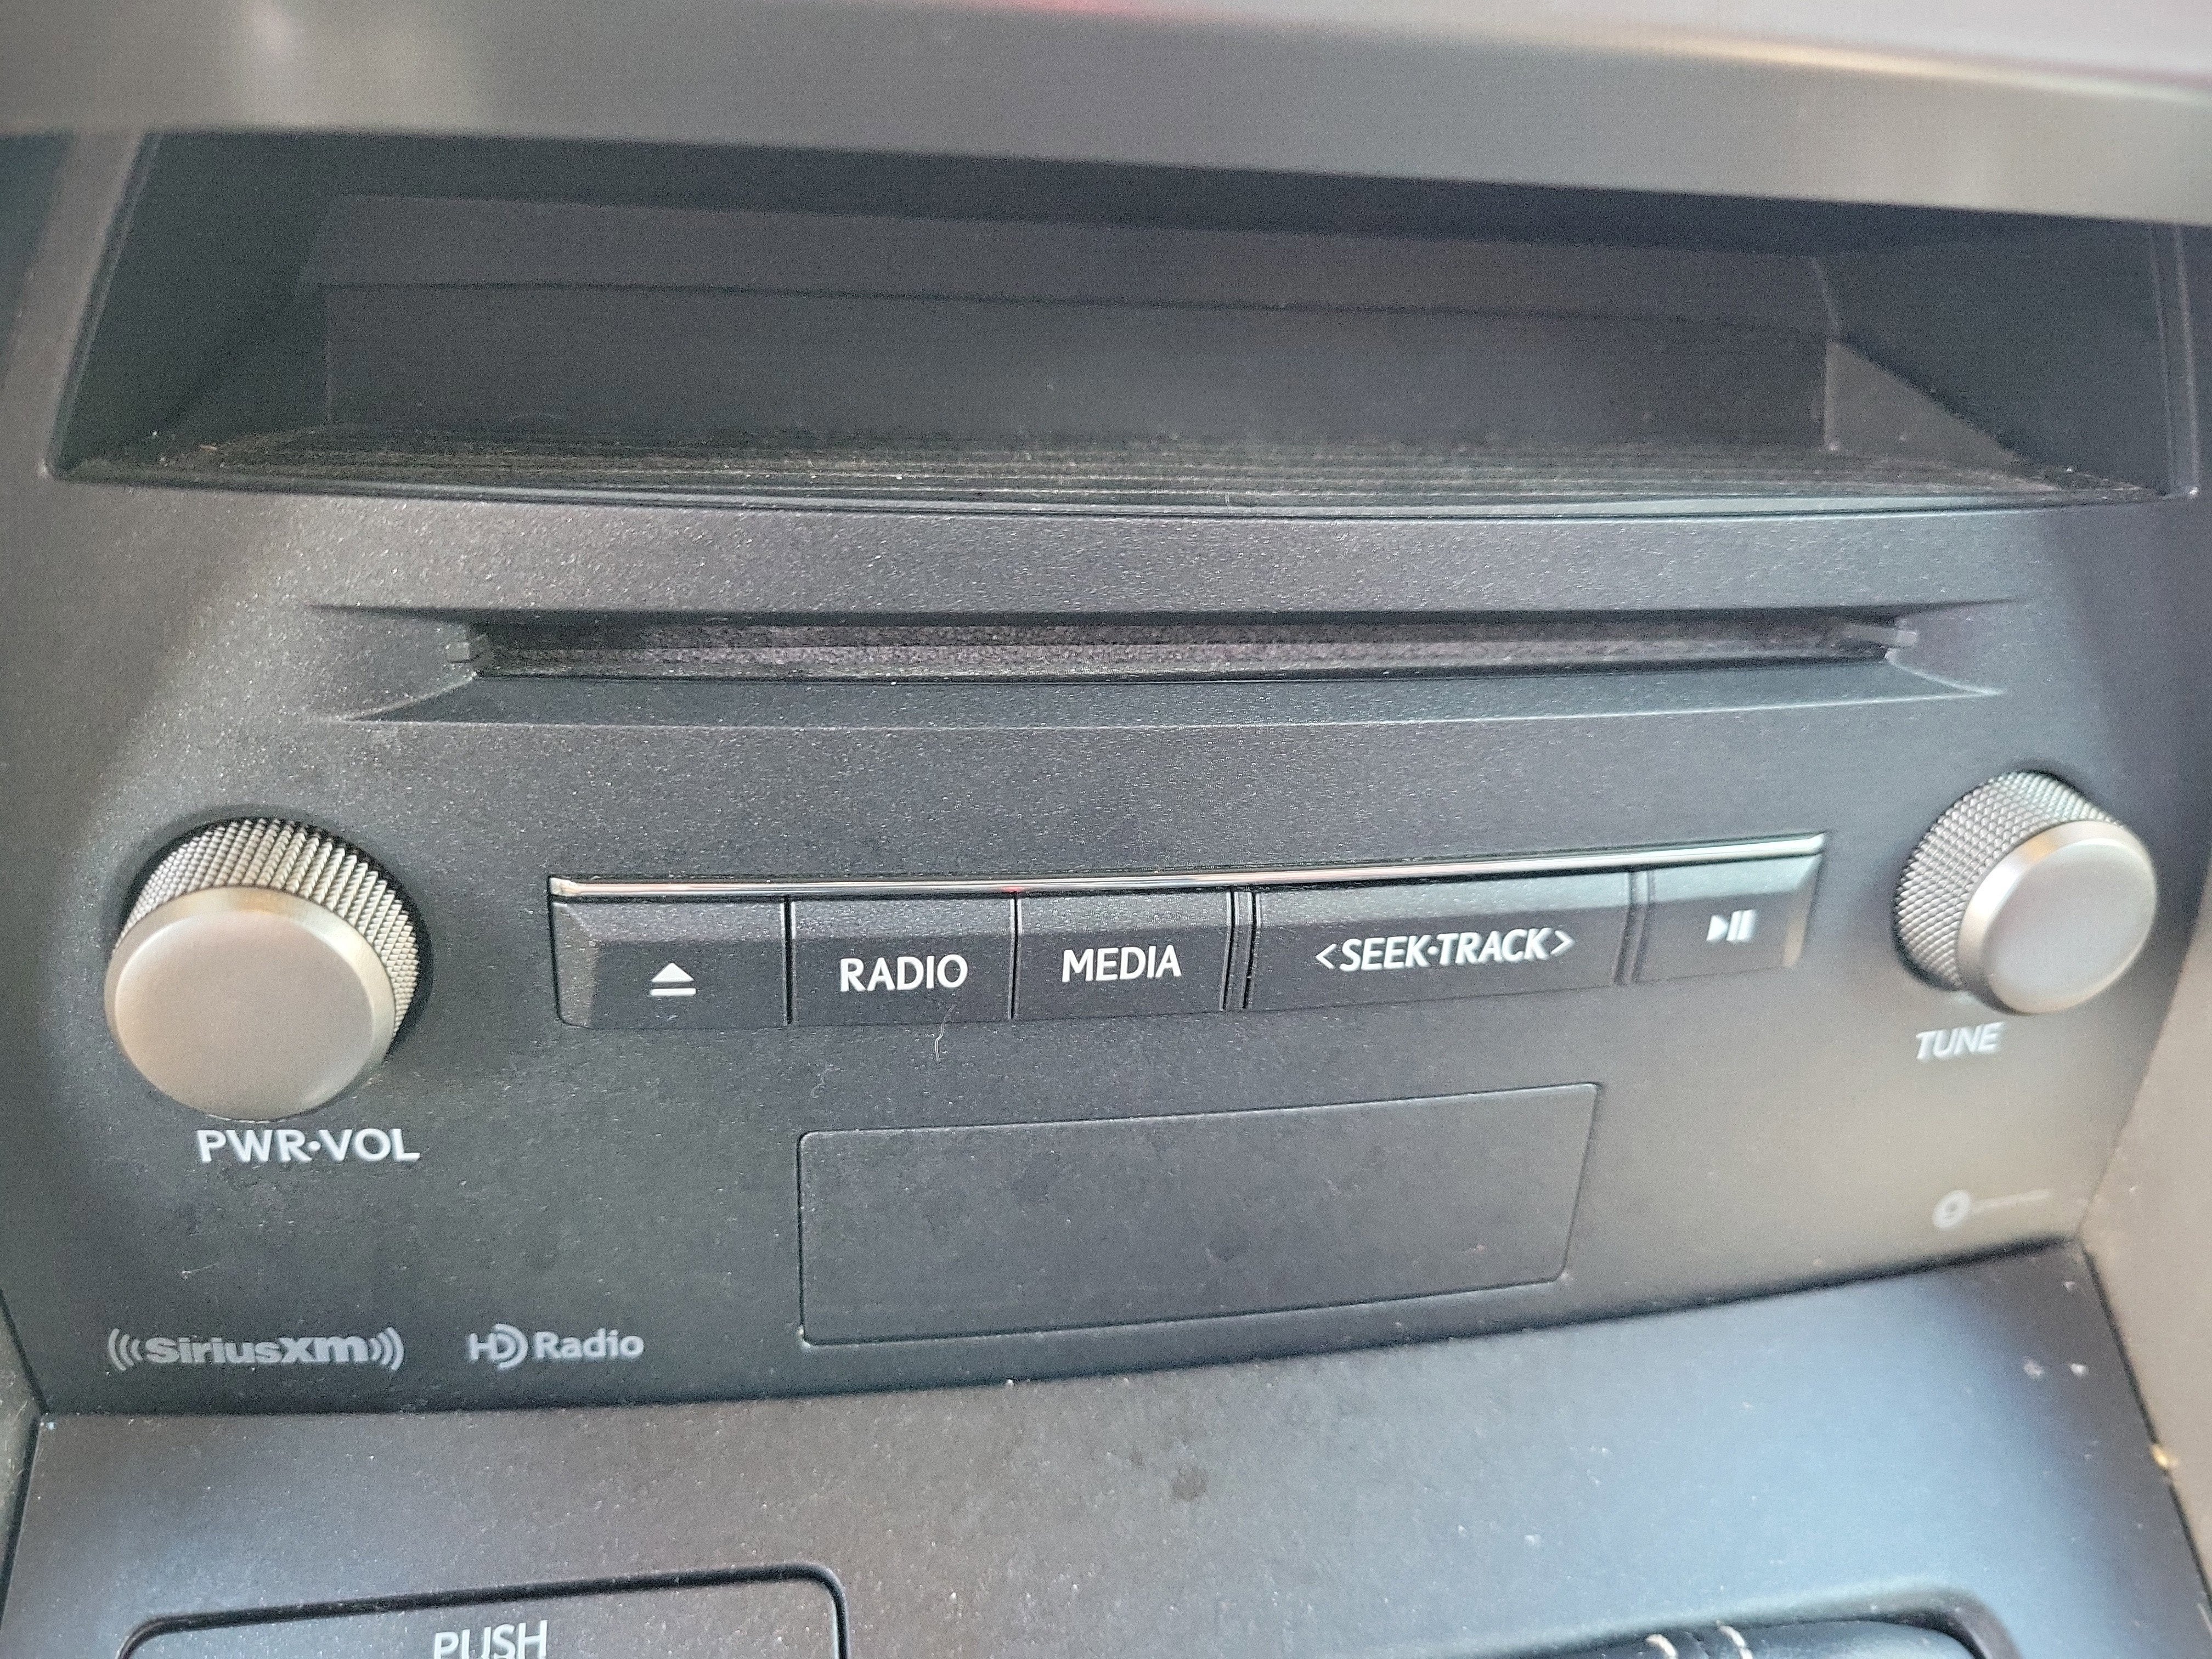 RADIO
MEDIA
<SEEK·TRACK>
TUNE
PWR·VOL
((SiriusXM))
HD Radio
PUSH